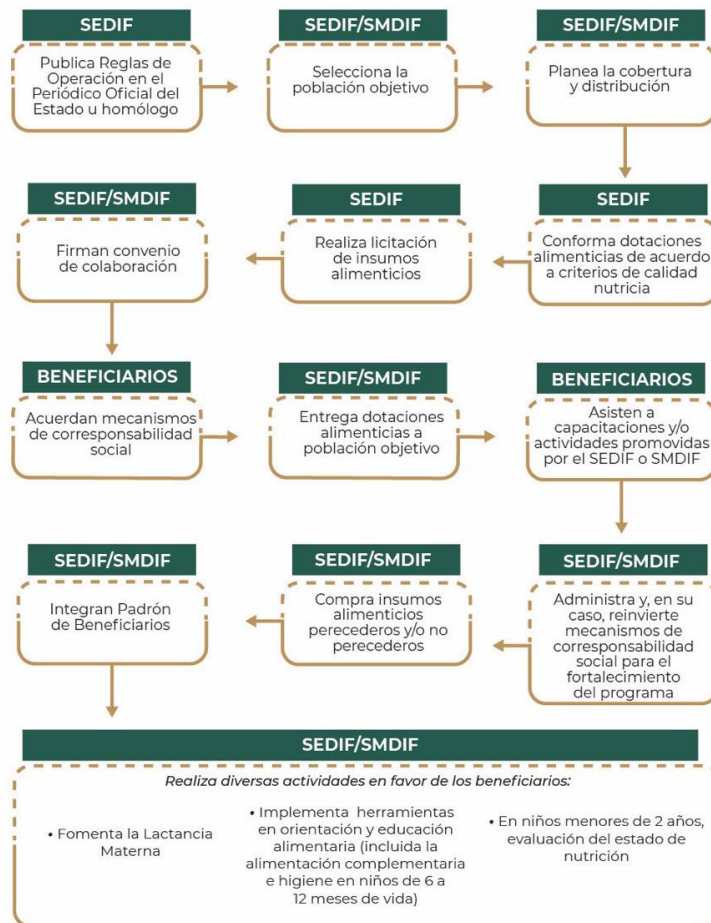 SEDIF
Publica Reglas de
Operación en el
Periódico Oficial del
Estado u homólogo
SEDIF/SMDIF
Selecciona la
población objetivo
SEDIF/SMDIF
Planea la cobertura
y distribución
SEDIF
Conforma dotaciones
alimenticias de acuerdo
a criterios de calidad
nutricia
SEDIF
Realiza licitación
de insumos
alimenticios
SEDIF/SMDIF
Firman convenio
de colaboración
BENEFICIARIOS
Acuerdan mecanismos
de corresponsabilidad
social
SEDIF/SMDIF
Entrega dotaciones
alimenticias a
población objetivo
BENEFICIARIOS
Asisten a
capacitaciones y/o
actividades promovidas
por el SEDIF o SMDIF
SEDIF/SMDIF
Administra y, en su
caso, reinvierte
mecanismos de
corresponsabilidad
social para el
fortalecimiento
del programa
SEDIF/SMDIF
Compra insumos
alimenticios
perecederos y/o no
perecederos
SEDIF/SMDIF
Integran Padrón
de Beneficiarios
SEDIF/SMDIF
Realiza diversas actividades en favor de los beneficiarios:
• Fomenta la Lactancia
Materna
• Implementa herramientas
en orientación y educación
alimentaria (incluida la
alimentación complementaria
e higiene en niños de 6 a
12 meses de vida)
• En niños menores de 2 años,
evaluación del estado de
nutrición